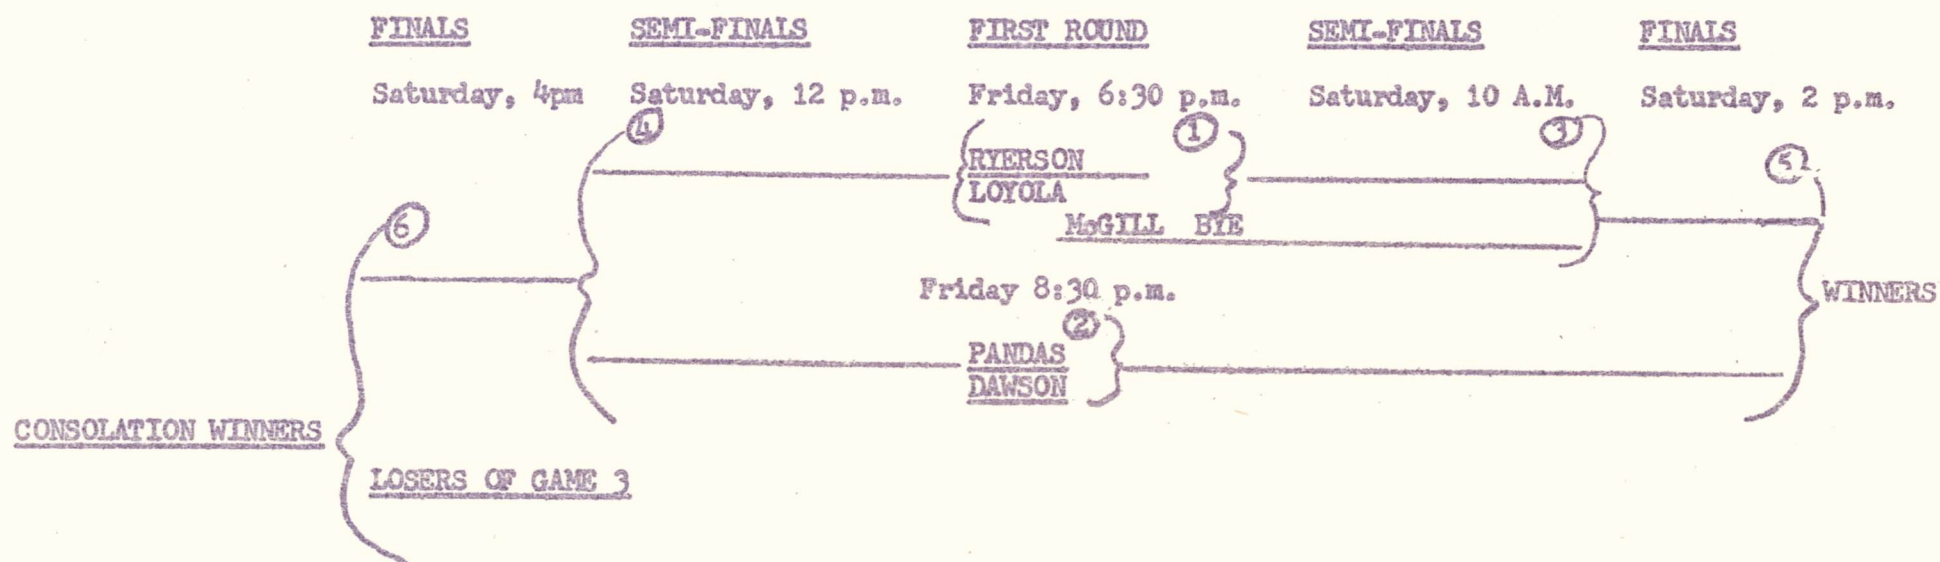 FINALS SEMI-FINALS FIRST ROUND SEMI-FINALS FINALS
Saturday, 4pm Saturday, 12 p.m. Friday, 6:30 p.m. Saturday, 10 A.M. Saturday, 2 p.m.
4 1 3
RYERSON 5
LOYOLA
6 McGILL BYE
Friday 8:30 p.m. WINNERS
2
PANDAS
DAWSON
CONSOLATION WINNERS
LOSERS OF GAME 3